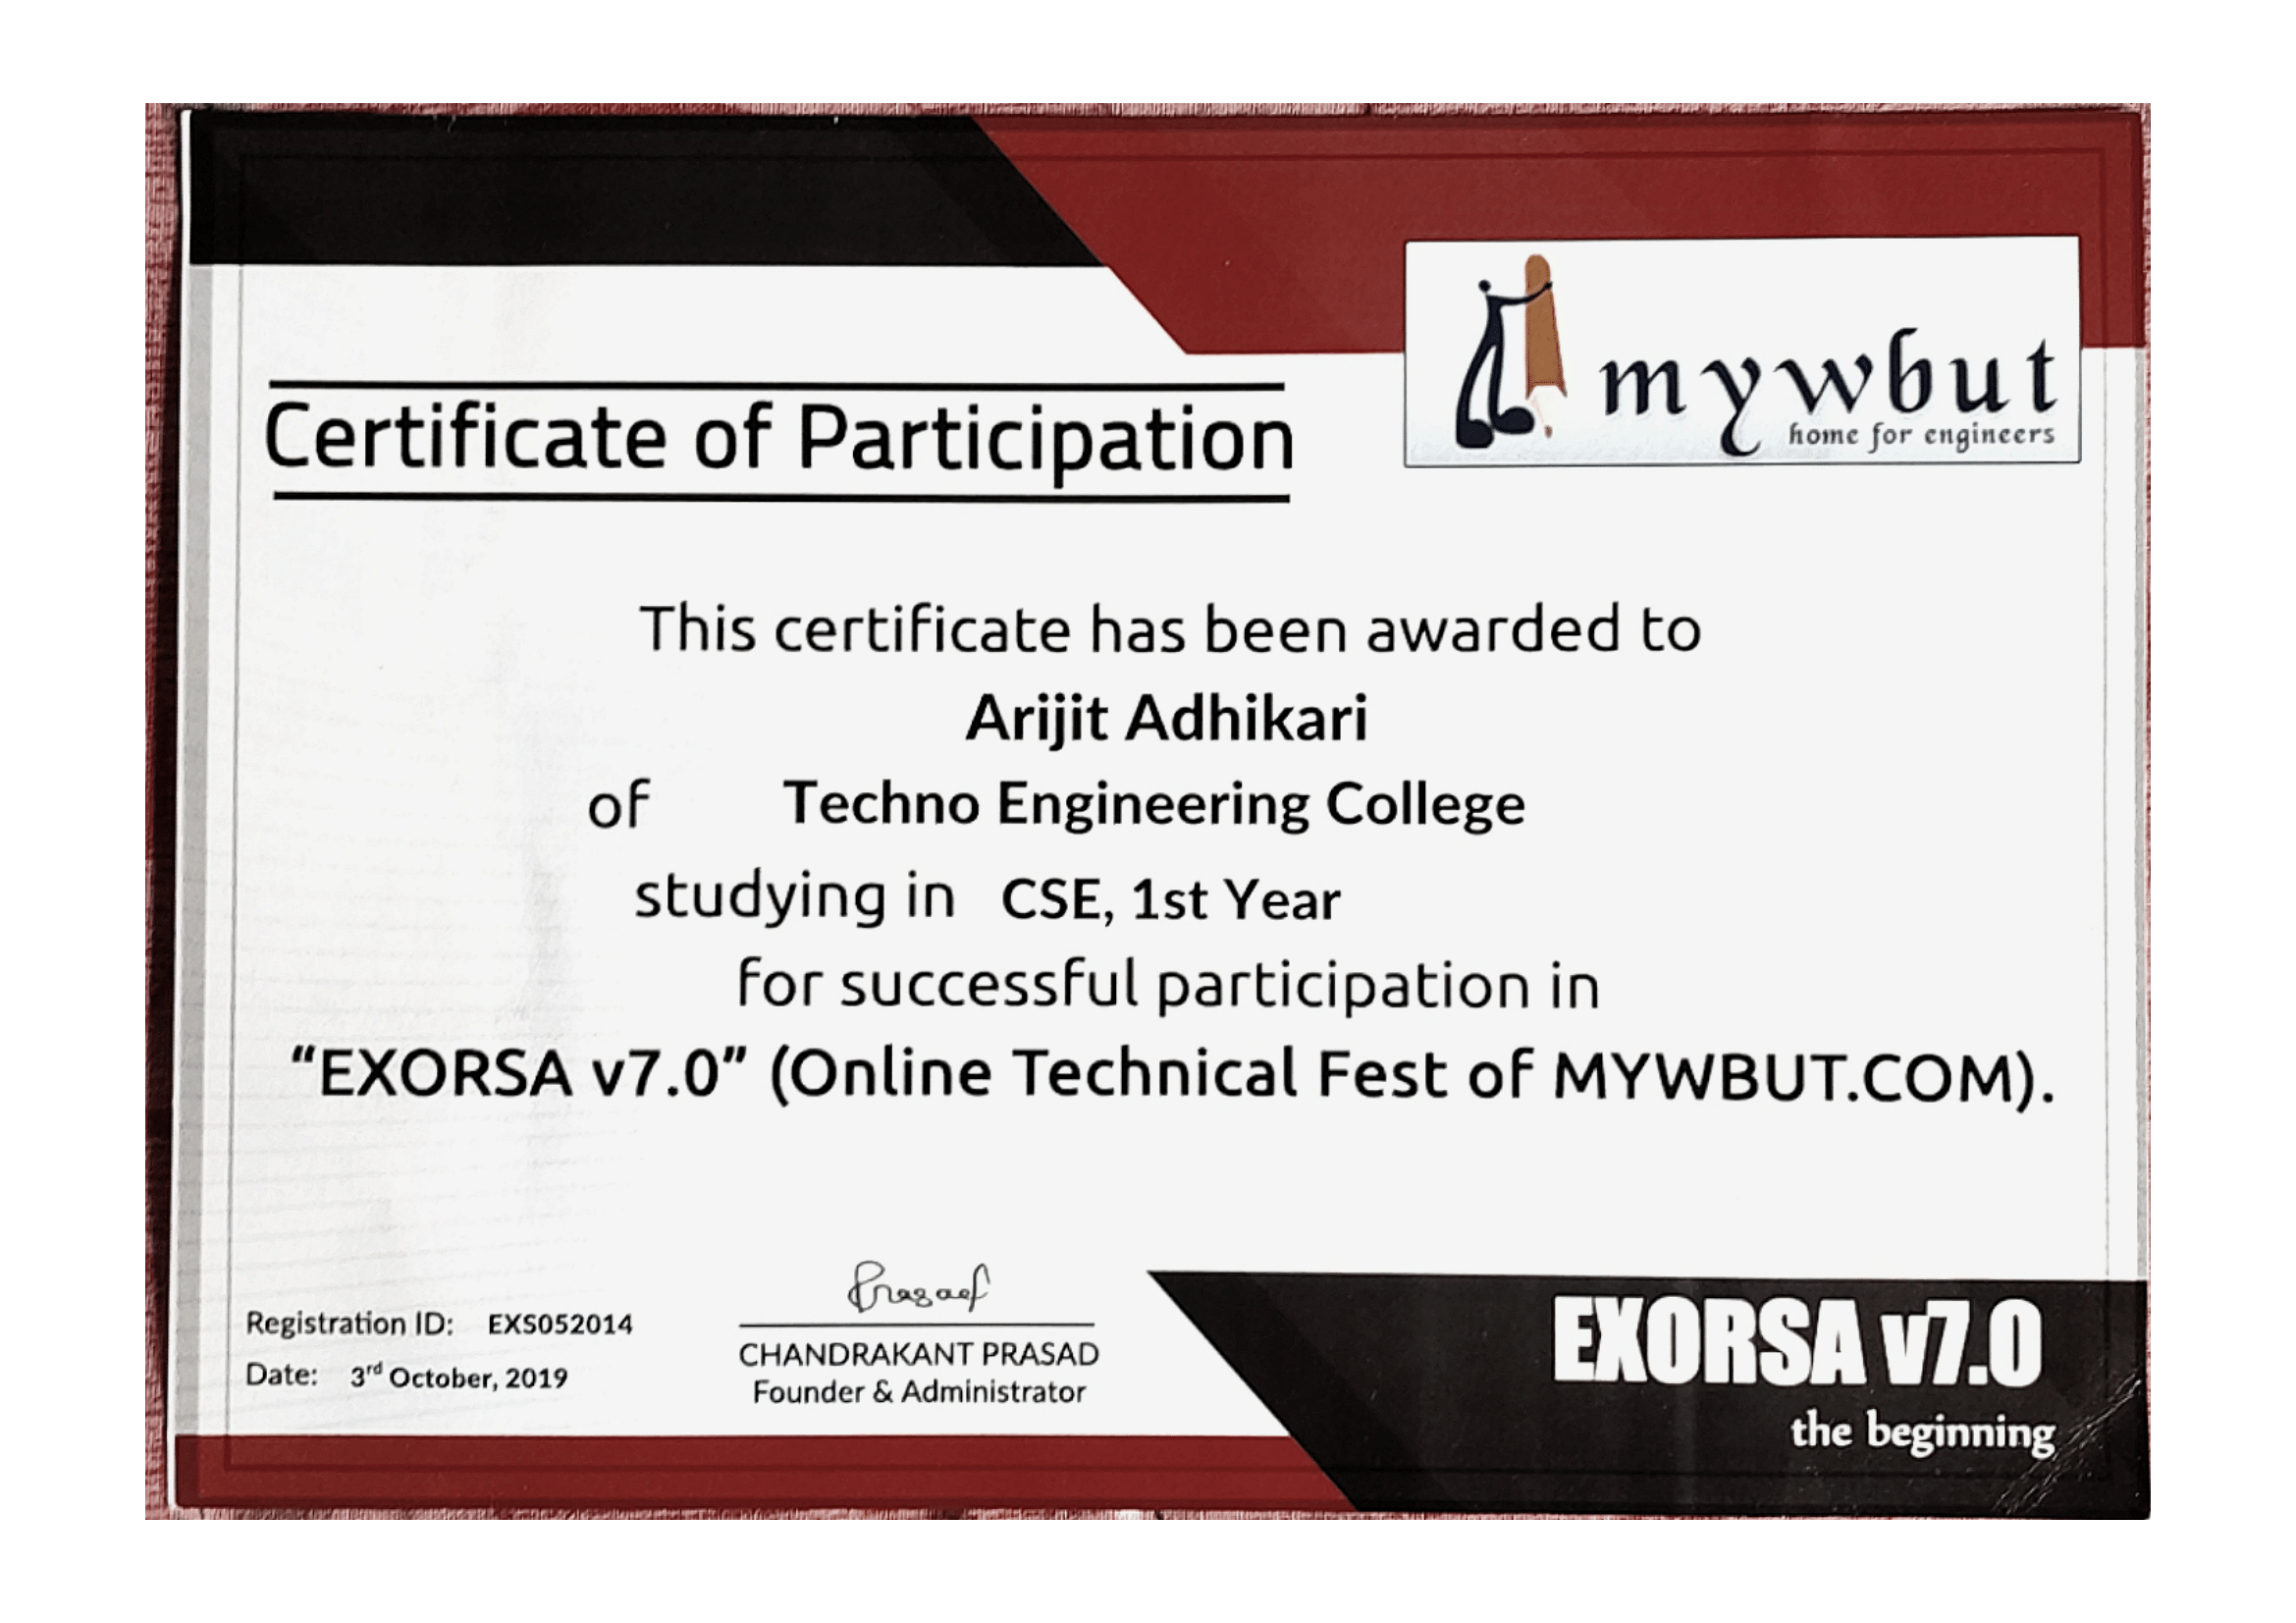 mywbut
home for engineers
Certificate of Participation
This certificate has been awarded to
Arijit Adhikari
of Techno Engineering College
studying in CSE, 1st Year
for successful participation in
“EXORSA v7.0” (Online Technical Fest of MYWBUT.COM).
Prasad
Registration ID: EXS052014
Date: 3rd October, 2019
CHANDRAKANT PRASAD
Founder & Administrator
EXORSA v7.0
the beginning